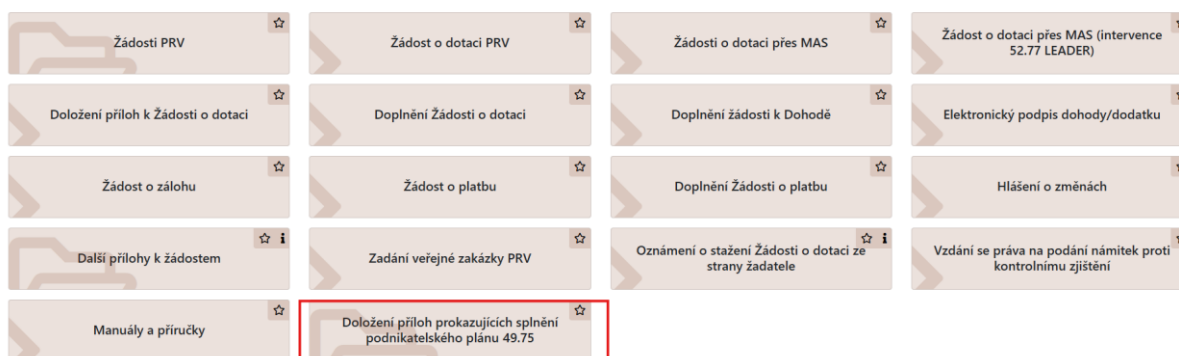 Žádosti PRV
Žádost o dotaci PRV
Žádosti o dotaci přes MAS
Žádost o dotaci přes MAS (intervence
52.77 LEADER)
Doložení příloh k Žádosti o dotaci
Doplnění Žádosti o dotaci
Doplnění žádosti k Dohodě
Elektronický podpis dohody/dodatku
Žádost o zálohu
Žádost o platbu
Doplnění Žádosti o platbu
Hlášení o změnách
Další přílohy k žádostem
Zadání veřejné zakázky PRV
Oznámení o stažení Žádosti o dotaci ze
strany žadatele
Vzdání se práva na podání námitek proti
kontrolnímu zjištění
Manuály a příručky
Doložení příloh prokazujících splnění
podnikatelského plánu 49.75